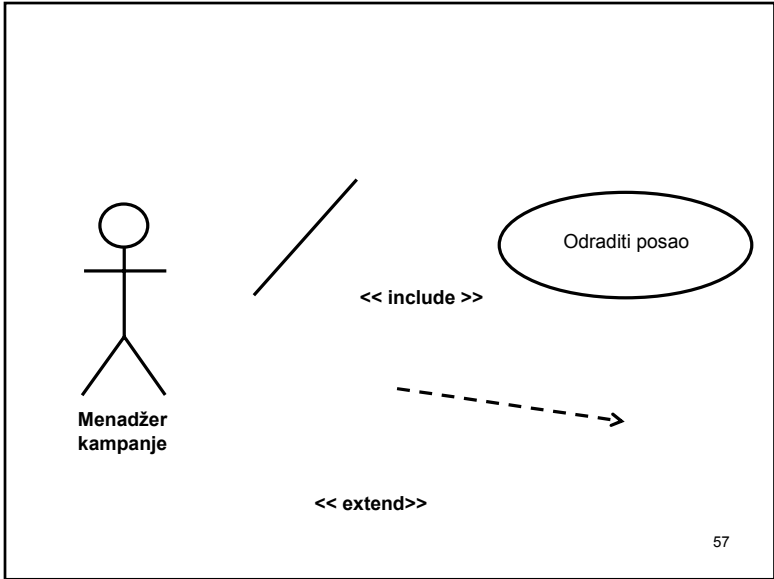 Odraditi posao
<< include >>
Menadžer
kampanje
<< extend>>
57